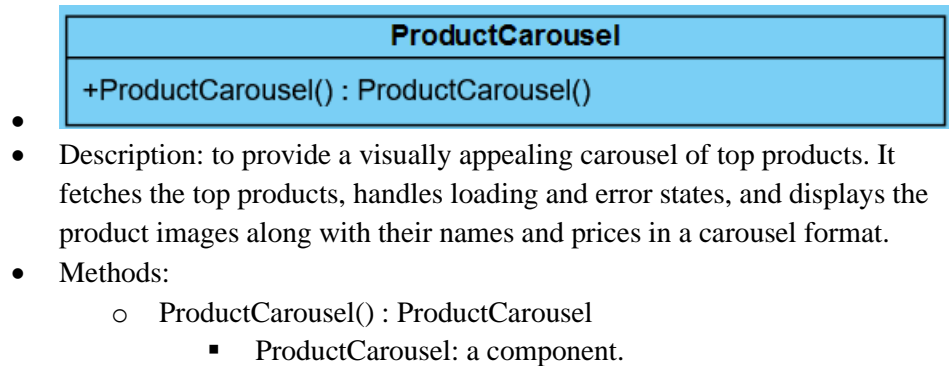 ProductCarousel
+ProductCarousel() : ProductCarousel()
• Description: to provide a visually appealing carousel of top products. It
fetches the top products, handles loading and error states, and displays the
product images along with their names and prices in a carousel format.
• Methods:
o ProductCarousel() : ProductCarousel
▪ ProductCarousel: a component.